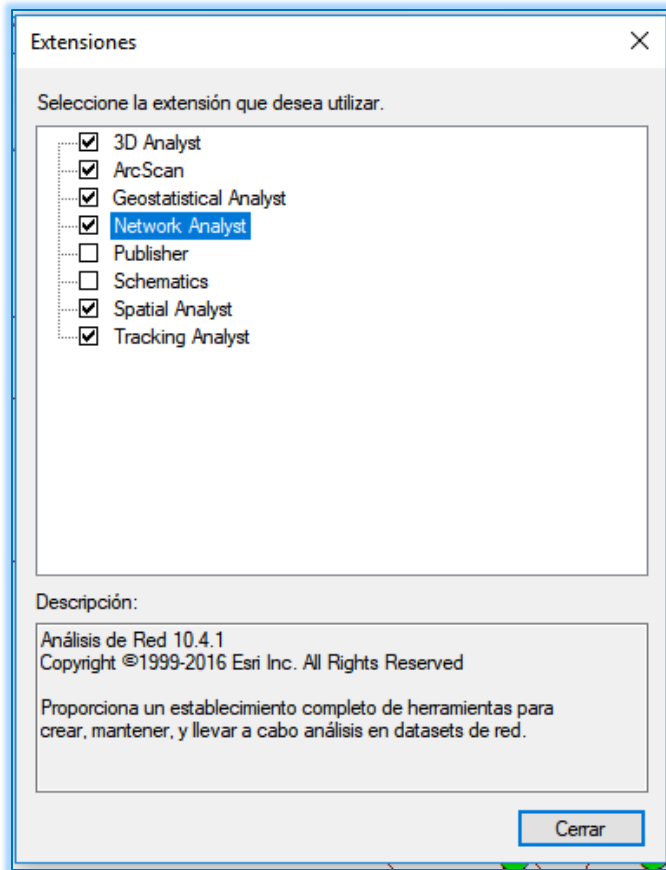 Extensiones
Seleccione la extensión que desea utilizar.
3D Analyst
ArcScan
Geostatistical Analyst
Network Analyst
Publisher
Schematics
Spatial Analyst
Tracking Analyst
Descripción:
Análisis de Red 10.4.1
Copyright ©1999-2016 Esri Inc. All Rights Reserved
Proporciona un establecimiento completo de herramientas para
crear, mantener, y llevar a cabo análisis en datasets de red.
Cerrar